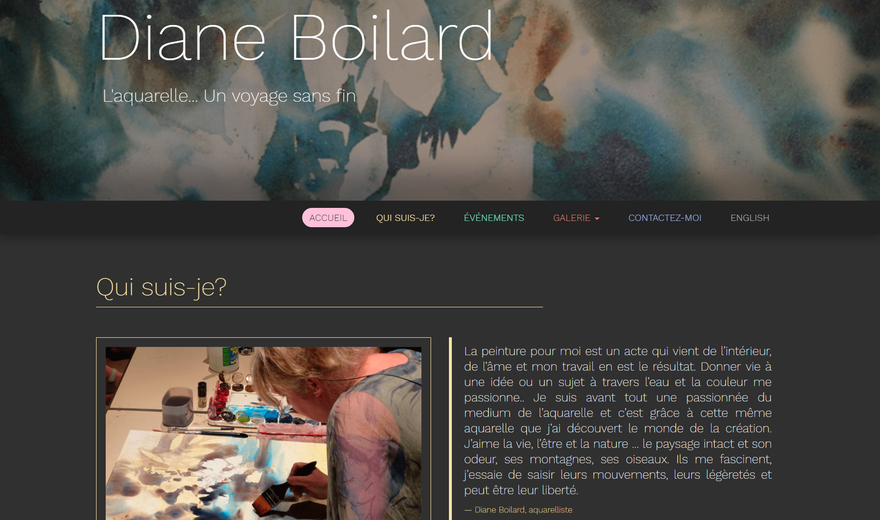 Diane Boilard
L'aquarelle... Un voyage sans fin
ACCUEIL QUI SUIS-JE? ÉVÉNEMENTS GALERIE CONTACTEZ-MOI ENGLISH
Qui suis-je?
La peinture pour moi est un acte qui vient de l'intérieur,
de l'âme et mon travail en est le résultat. Donner vie à
une idée ou un sujet à travers l'eau et la couleur me
passionne.. Je suis avant tout une passionnée du
medium de l'aquarelle et c'est grâce à cette même
aquarelle que j'ai découvert le monde de la création.
J'aime la vie, l'être et la nature ... le paysage intact et son
odeur, ses montagnes, ses oiseaux. Ils me fascinent,
j'essaie de saisir leurs mouvements, leurs légèretés et
peut être leur liberté.
— Diane Boilard, aquarelliste